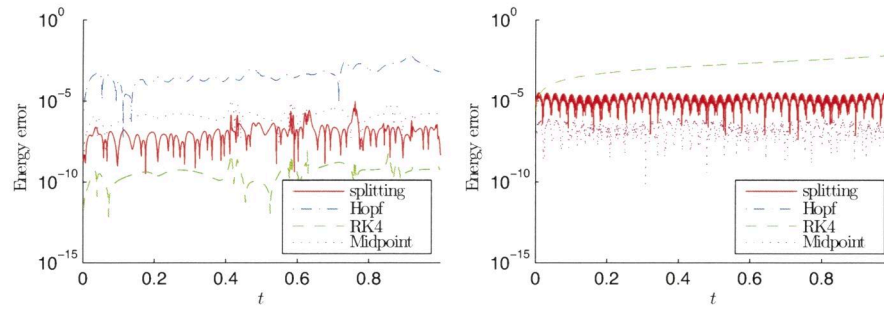 10^0
10^-5
10^-10
10^-15
Energy error
0 0.2 0.4 0.6 0.8
t
splitting
Hopf
RK4
Midpoint
10^0
10^-5
10^-10
10^-15
Energy error
0 0.2 0.4 0.6 0.8
t
splitting
Hopf
RK4
Midpoint